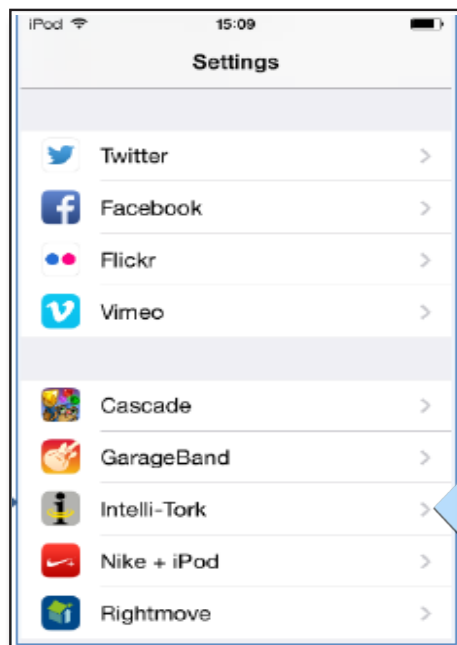 iPod 15:09
Settings
Twitter
Facebook
Flickr
Vimeo
Cascade
GarageBand
Intelli-Tork
Nike + iPod
Rightmove